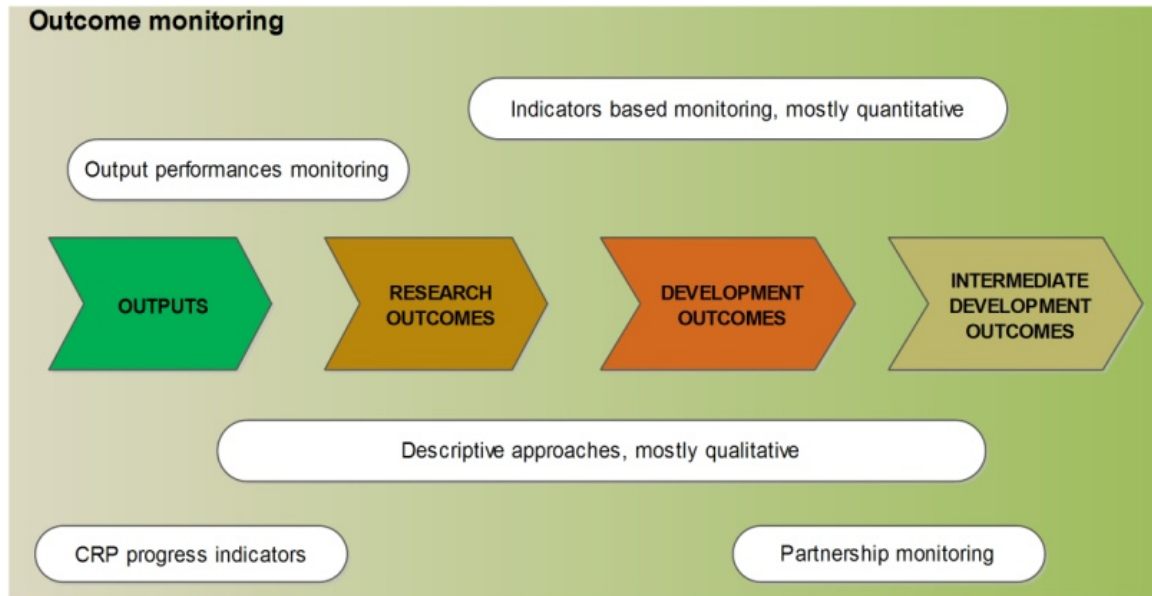 Outcome monitoring
Indicators based monitoring, mostly quantitative
Output performances monitoring
OUTPUTS
RESEARCH
OUTCOMES
DEVELOPMENT
OUTCOMES
INTERMEDIATE
DEVELOPMENT
OUTCOMES
Descriptive approaches, mostly qualitative
CRP progress indicators
Partnership monitoring